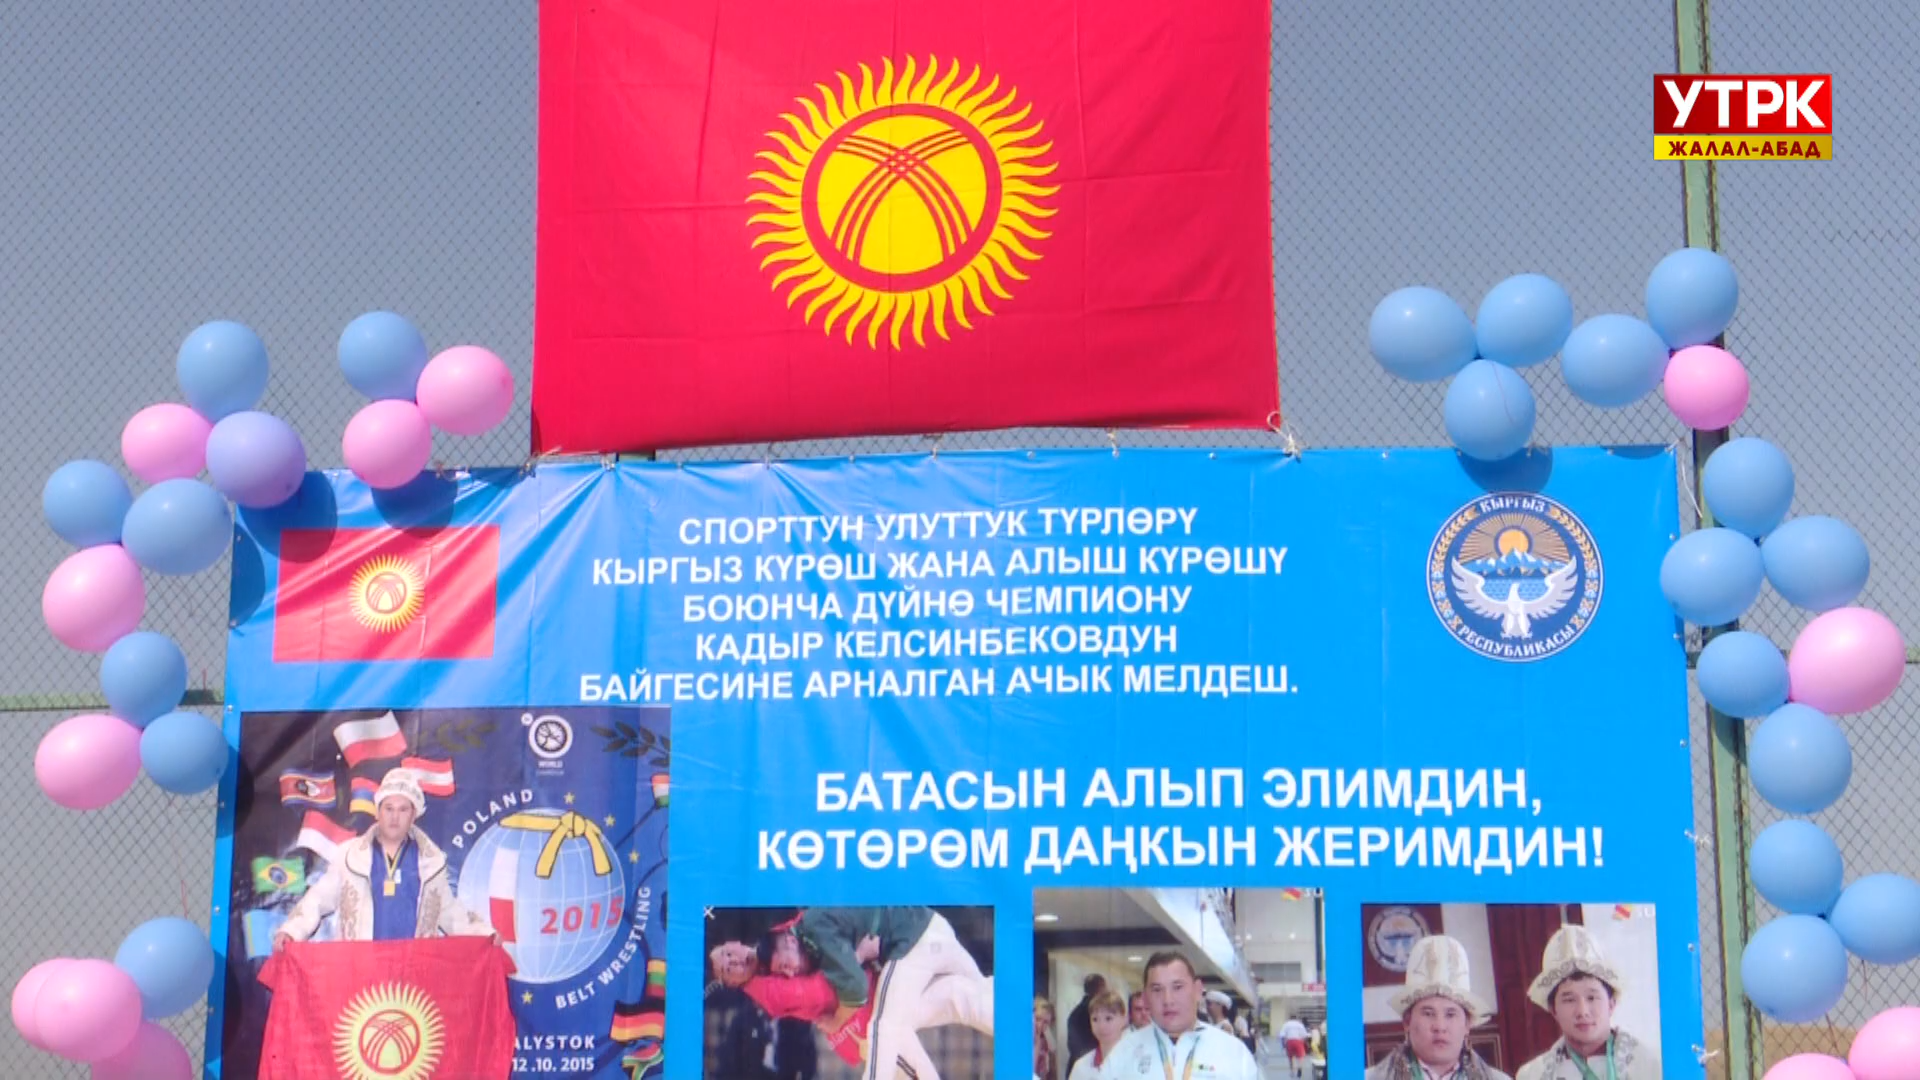 УТРК
ЖАЛАЛ-АБАД
СПОРТТУН УЛУТТУК ТҮРЛӨРҮ
КЫРГЫЗ КҮРӨШ ЖАНА АЛЫШ КҮРӨШҮ
БОЮНЧА ДҮЙНӨ ЧЕМПИОНУ
КАДЫР КЕЛСИНБЕКОВДУН
БАЙГЕСИНЕ АРНАЛГАН АЧЫК МЕЛДЕШ.
КЫРГЫЗ
РЕСПУБЛИКАСЫ
БАТАСЫН АЛЫП ЭЛИМДИН,
КӨТӨРӨМ ДАҢКЫН ЖЕРИМДИН!
WORLD
POLAND
2015
BELT WRESTLING
ALYSTOK
12.10.2015